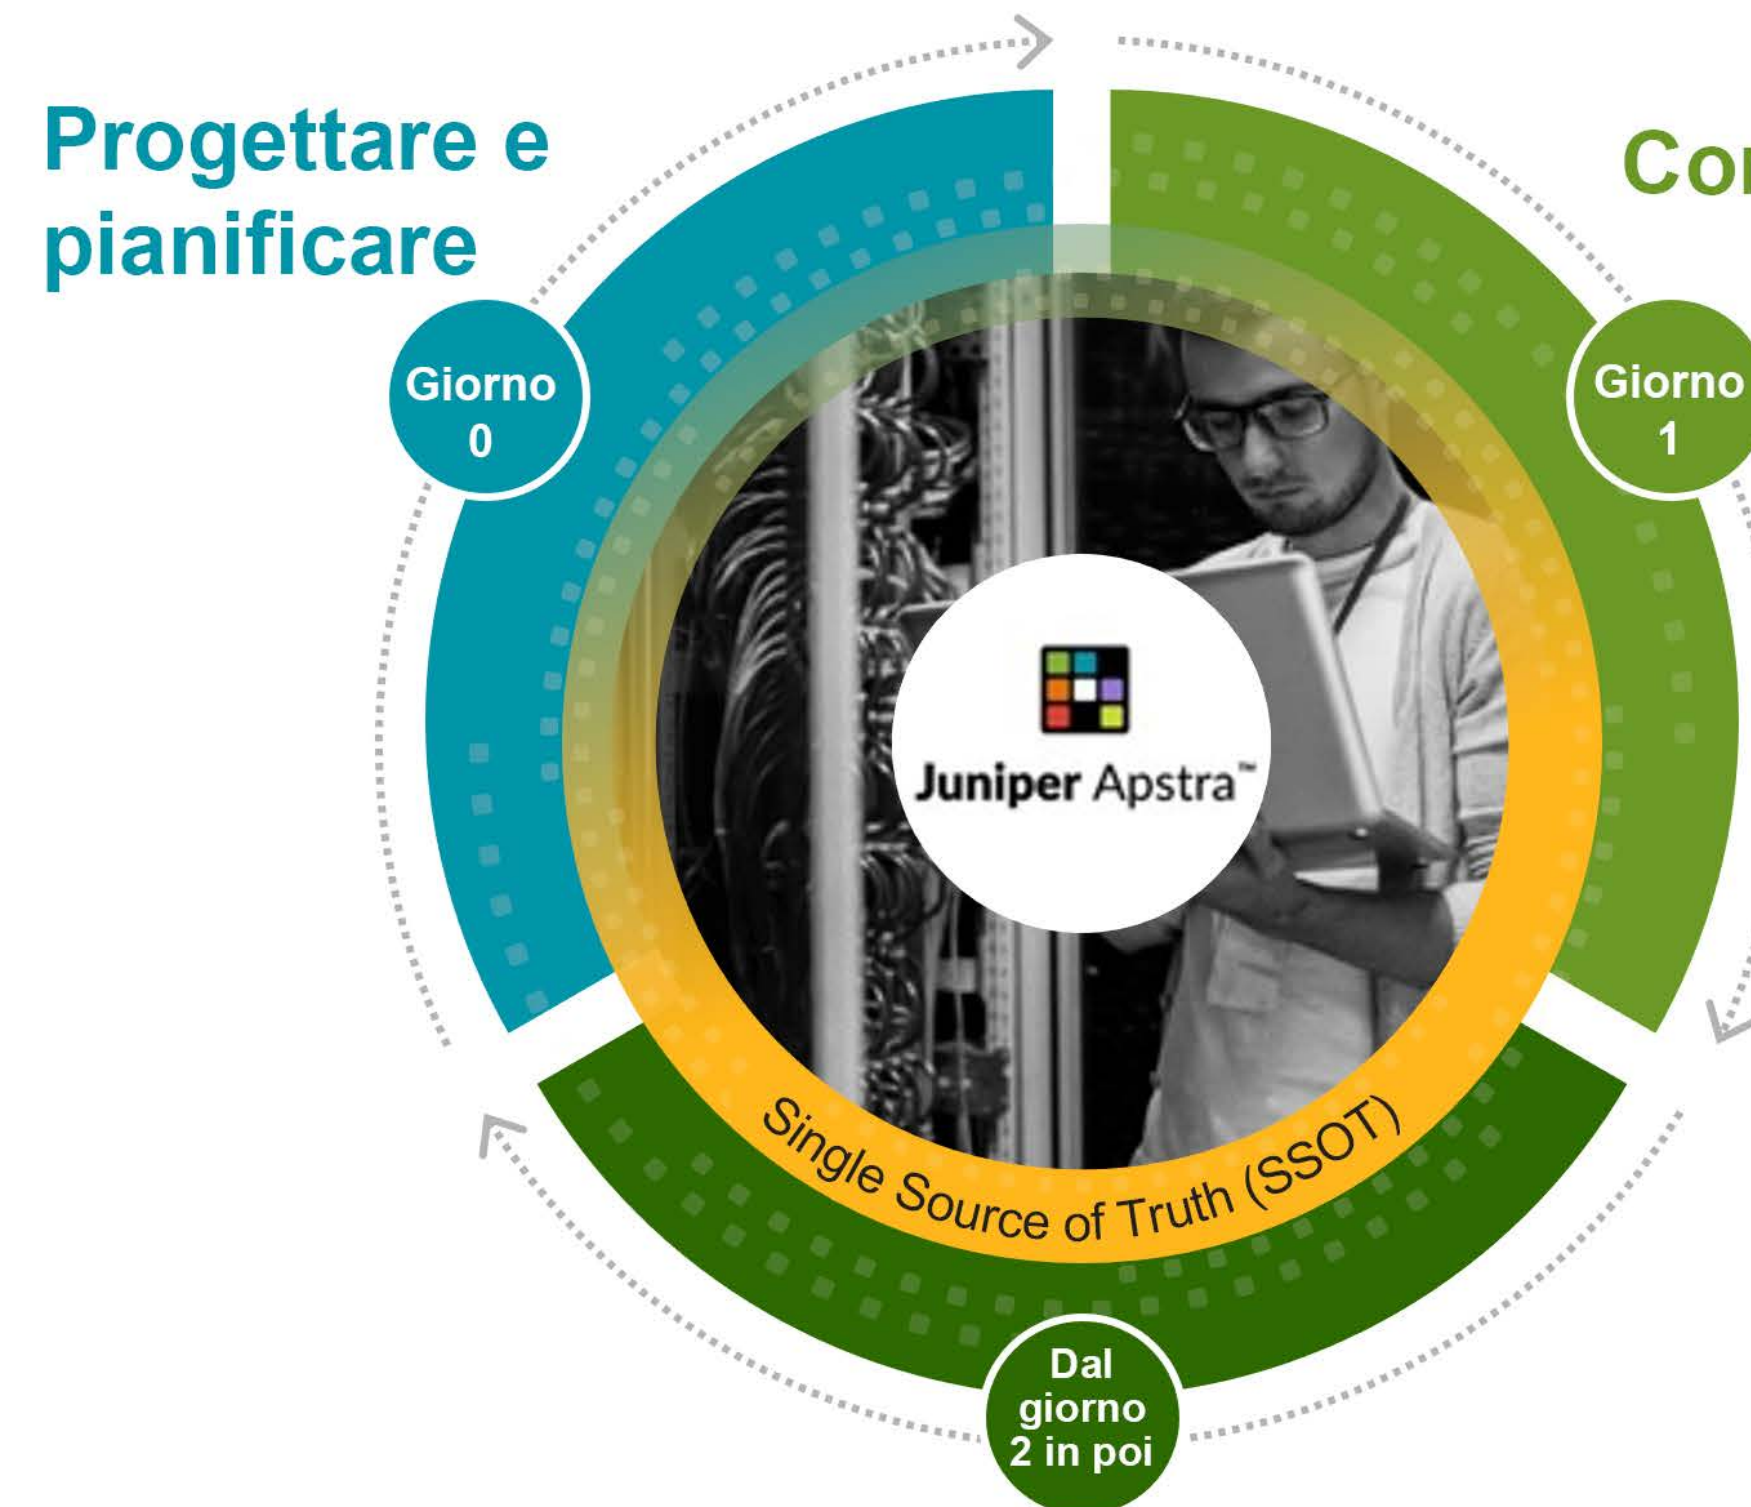 Progettare e
pianificare
Giorno
0
Giorno
1
Juniper Apstra™
Single Source of Truth (SSOT)
Dal
giorno
2 in poi